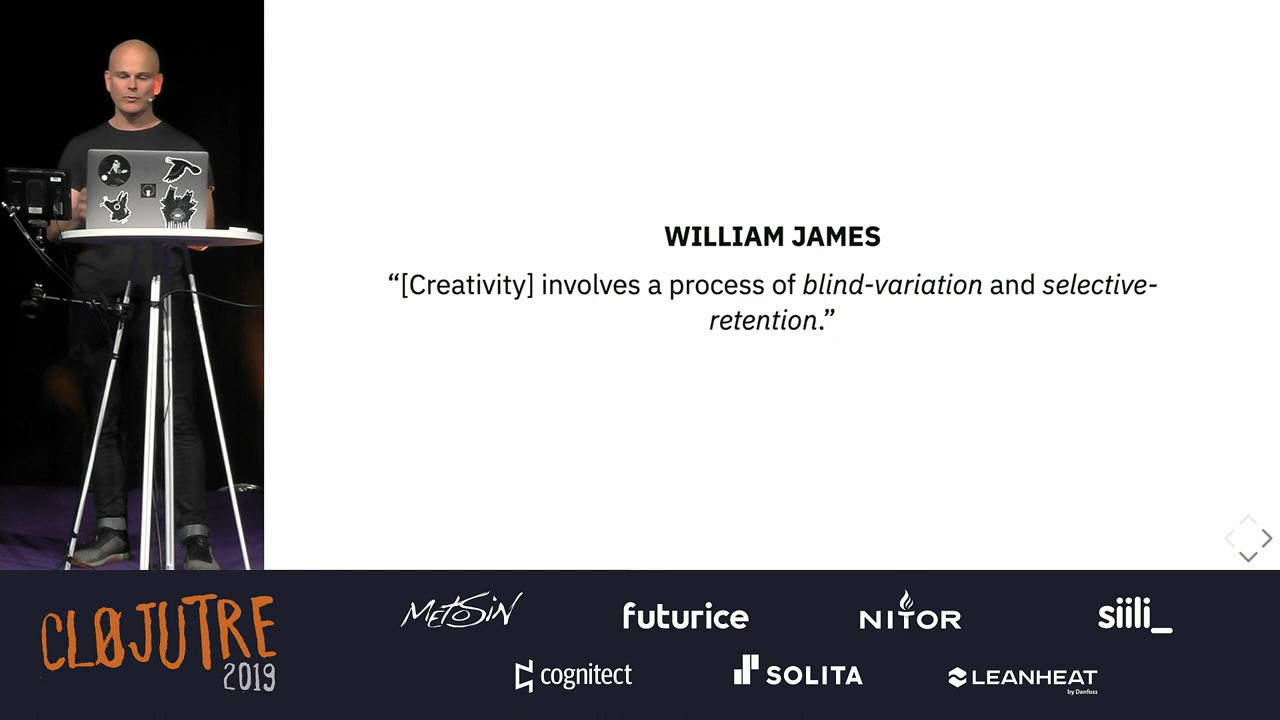 WILLIAM JAMES
“[Creativity] involves a process of blind-variation and selective-
retention.”
CLØJUTRE
2019
METOSIN
futurice
NITOR
siili_
cognitect
SOLITA
LEANHEAT
by Danfoss